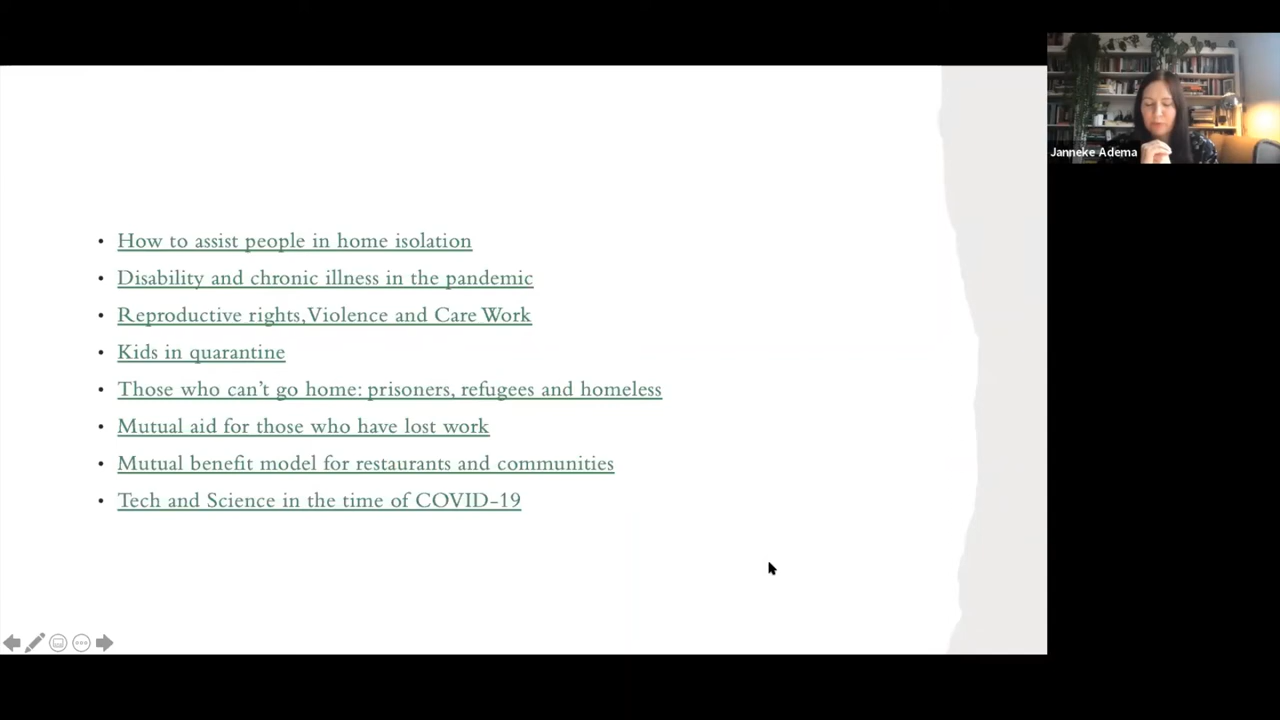 How to assist people in home isolation
Disability and chronic illness in the pandemic
Reproductive rights,Violence and Care Work
Kids in quarantine
Those who can't go home: prisoners, refugees and homeless
Mutual aid for those who have lost work
Mutual benefit model for restaurants and communities
Tech and Science in the time of COVID-19
Janneke Adema